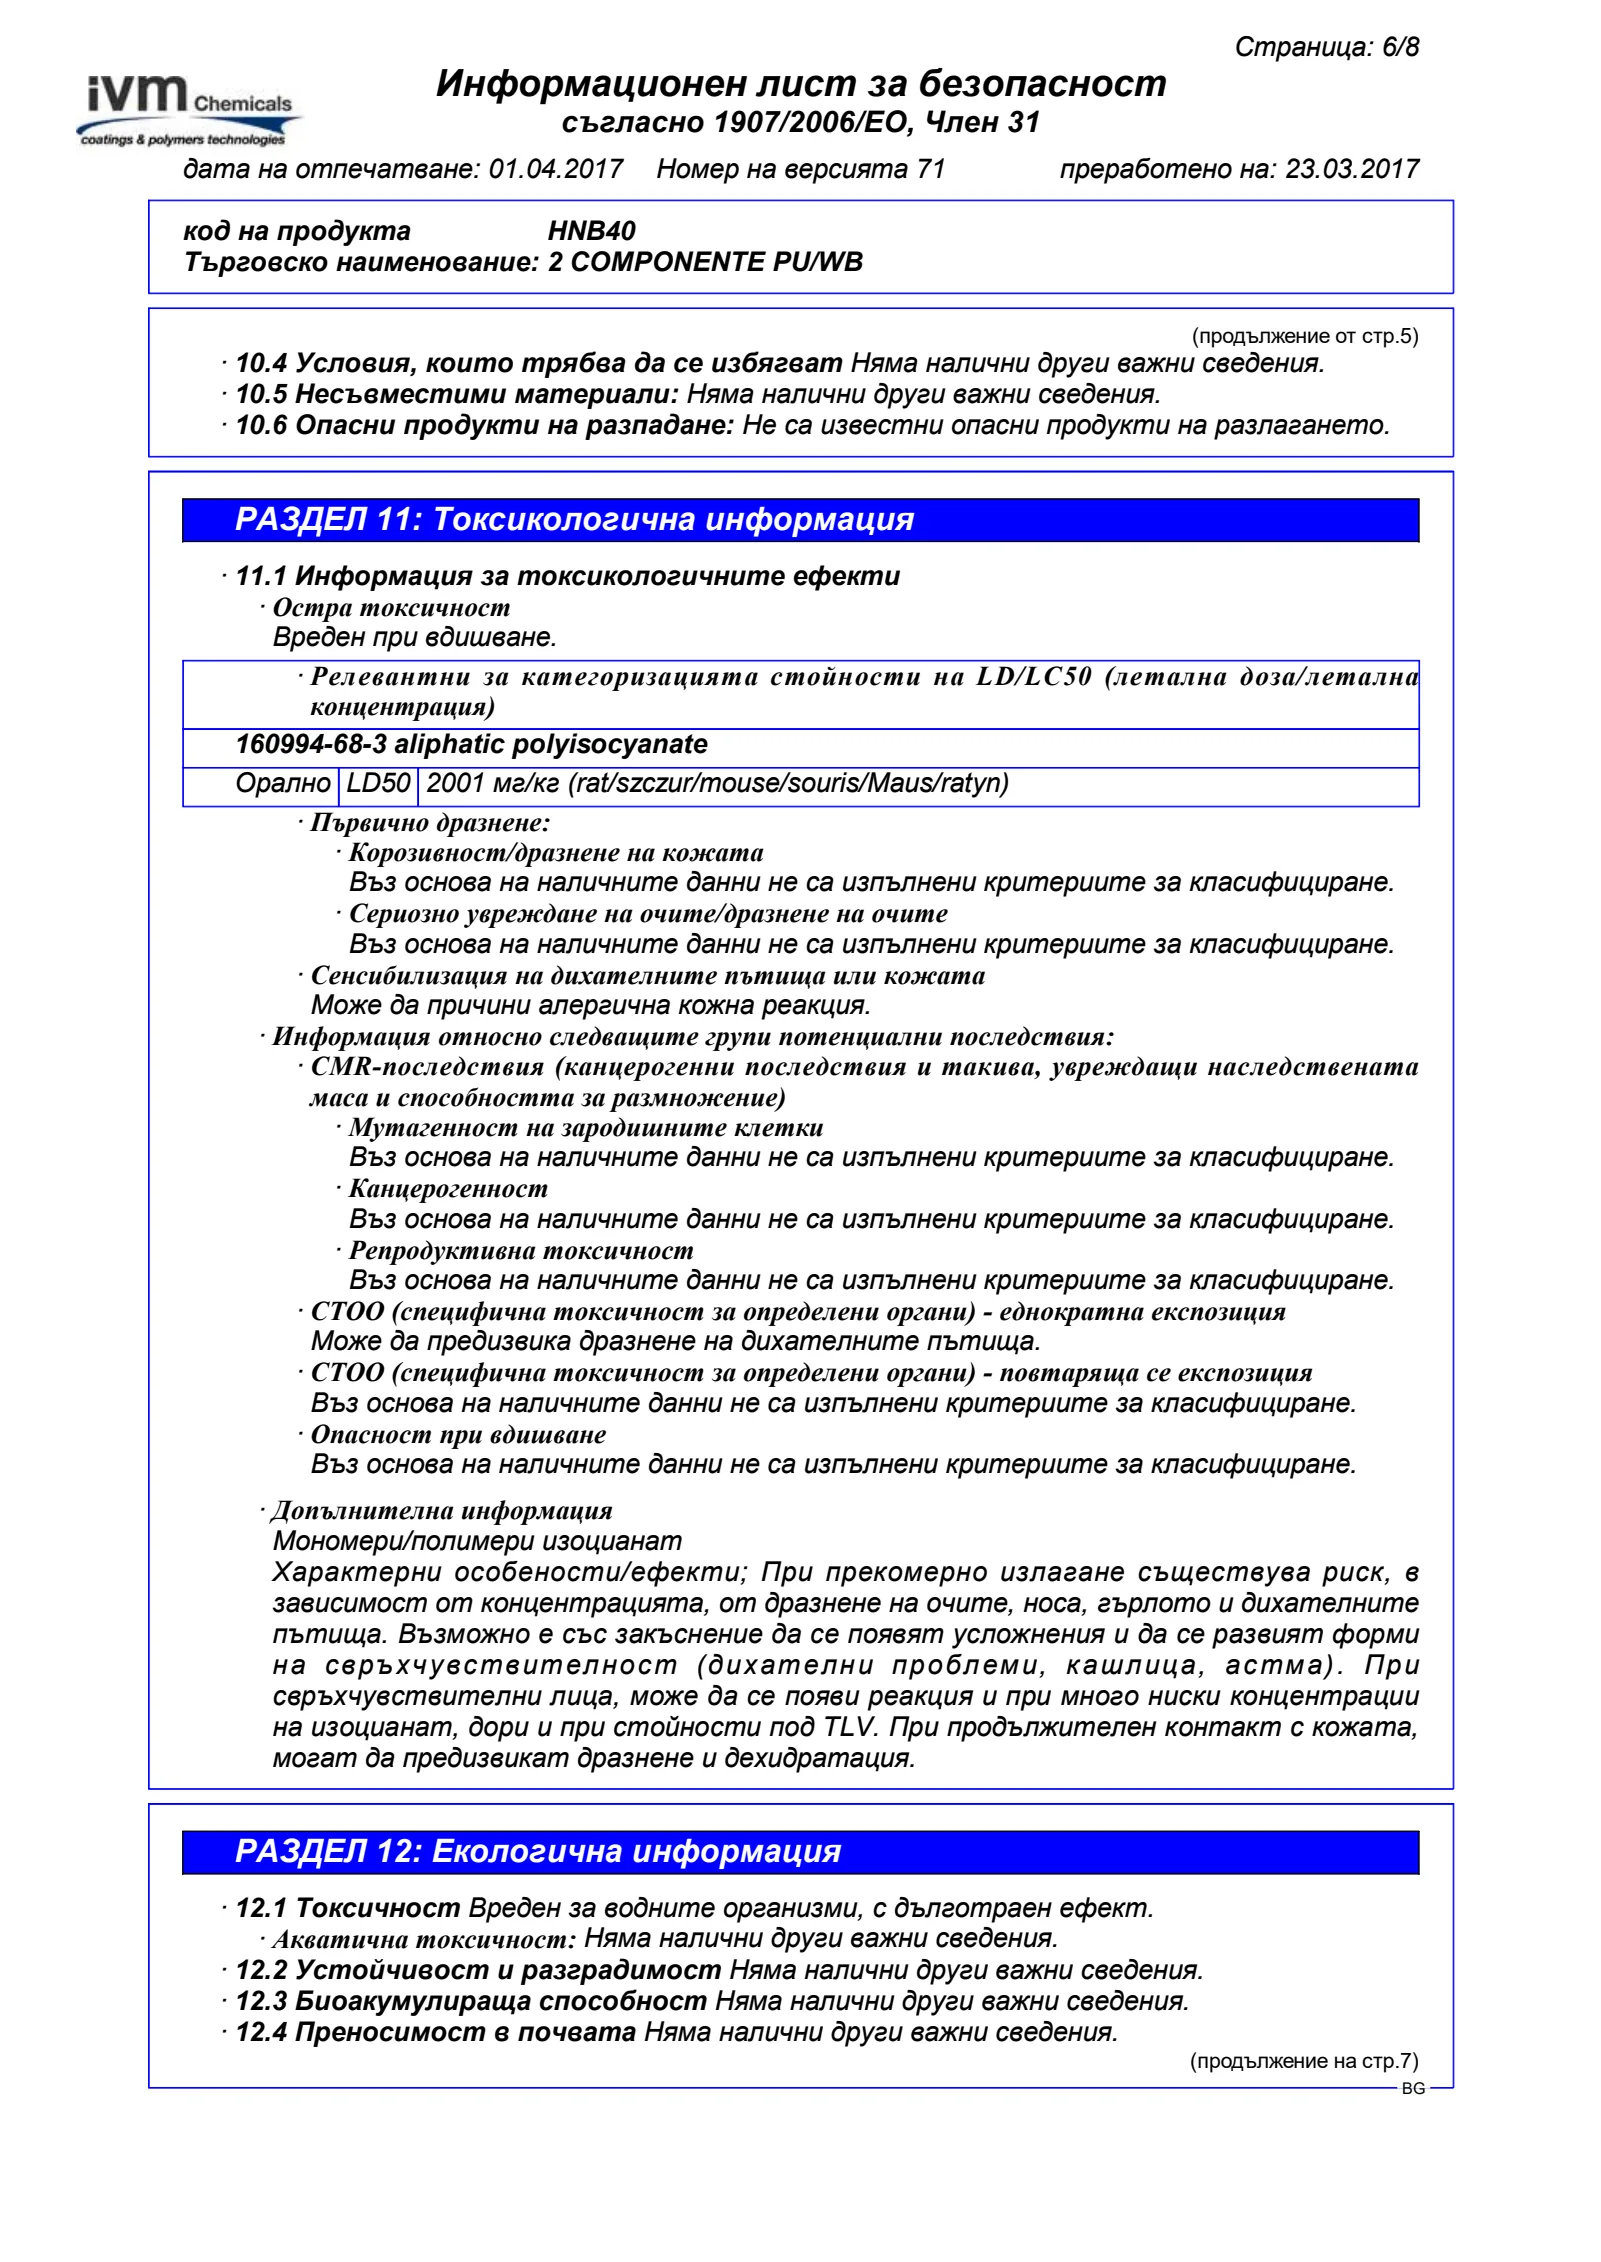 Страница: 6/8
ivm Chemicals
coatings & polymers technologies
Информационен лист за безопасност
съгласно 1907/2006/ЕО, Член 31
дата на отпечатване: 01.04.2017 Номер на версията 71 преработено на: 23.03.2017
код на продукта HNB40
Търговско наименование: 2 COMPONENTE PU/WB
(продължение от стр.5)
· 10.4 Условия, които трябва да се избягват Няма налични други важни сведения.
· 10.5 Несъвместими материали: Няма налични други важни сведения.
· 10.6 Опасни продукти на разпадане: Не са известни опасни продукти на разлагането.
РАЗДЕЛ 11: Токсикологична информация
· 11.1 Информация за токсикологичните ефекти
· Остра токсичност
Вреден при вдишване.
· Релевантни за категоризацията стойности на LD/LC50 (летална доза/летална
концентрация)
160994-68-3 aliphatic polyisocyanate
Орално LD50 2001 мг/кг (rat/szczur/mouse/souris/Maus/ratyn)
· Първично дразнене:
· Корозивност/дразнене на кожата
Въз основа на наличните данни не са изпълнени критериите за класифициране.
· Сериозно увреждане на очите/дразнене на очите
Въз основа на наличните данни не са изпълнени критериите за класифициране.
· Сенсибилизация на дихателните пътища или кожата
Може да причини алергична кожна реакция.
· Информация относно следващите групи потенциални последствия:
· CMR-последствия (канцерогенни последствия и такива, увреждащи наследствената
маса и способността за размножение)
· Мутагенност на зародишните клетки
Въз основа на наличните данни не са изпълнени критериите за класифициране.
· Канцерогенност
Въз основа на наличните данни не са изпълнени критериите за класифициране.
· Репродуктивна токсичност
Въз основа на наличните данни не са изпълнени критериите за класифициране.
· СТОО (специфична токсичност за определени органи) - еднократна експозиция
Може да предизвика дразнене на дихателните пътища.
· СТОО (специфична токсичност за определени органи) - повтаряща се експозиция
Въз основа на наличните данни не са изпълнени критериите за класифициране.
· Опасност при вдишване
Въз основа на наличните данни не са изпълнени критериите за класифициране.
· Допълнителна информация
Мономери/полимери изоцианат
Характерни особености/ефекти; При прекомерно излагане съществува риск, в
зависимост от концентрацията, от дразнене на очите, носа, гърлото и дихателните
пътища. Възможно е със закъснение да се появят усложнения и да се развият форми
на свръхчувствителност (дихателни проблеми, кашлица, астма). При
свръхчувствителни лица, може да се появи реакция и при много ниски концентрации
на изоцианат, дори и при стойности под TLV. При продължителен контакт с кожата,
могат да предизвикат дразнене и дехидратация.
РАЗДЕЛ 12: Екологична информация
· 12.1 Токсичност Вреден за водните организми, с дълготраен ефект.
· Акватична токсичност: Няма налични други важни сведения.
· 12.2 Устойчивост и разградимост Няма налични други важни сведения.
· 12.3 Биоакумулираща способност Няма налични други важни сведения.
· 12.4 Преносимост в почвата Няма налични други важни сведения.
(продължение на стр.7)
BG